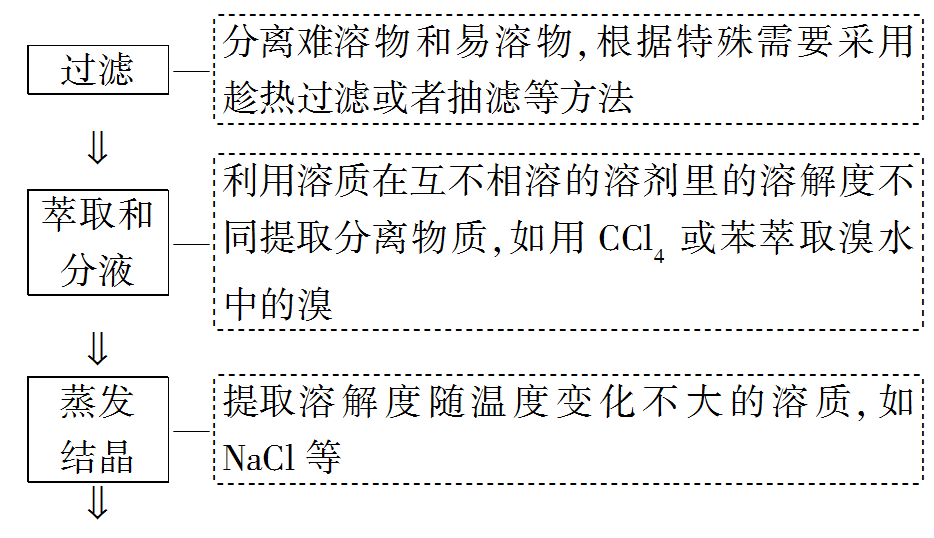 过滤
分离难溶物和易溶物,根据特殊需要采用
趁热过滤或者抽滤等方法
⇓
萃取和
分液
利用溶质在互不相溶的溶剂里的溶解度不
同提取分离物质,如用 CCl₄ 或苯萃取溴水
中的溴
⇓
蒸发
结晶
提取溶解度随温度变化不大的溶质,如
NaCl 等
⇓